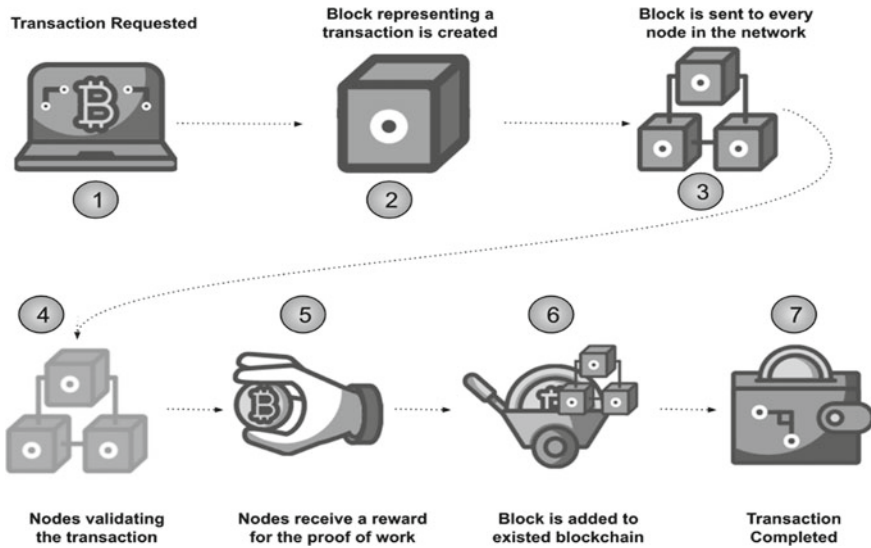 Transaction Requested
Block representing a
transaction is created
Block is sent to every
node in the network
1
2
3
4
5
6
7
Nodes validating
the transaction
Nodes receive a reward
for the proof of work
Block is added to
existed blockchain
Transaction
Completed